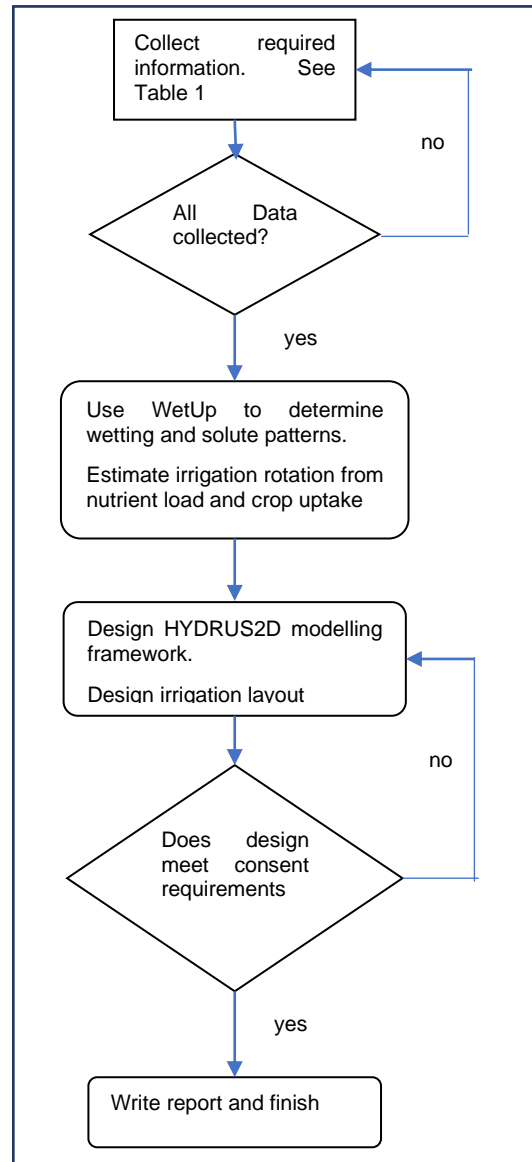 Collect required
information. See
Table 1
no
All Data
collected?
yes
Use WetUp to determine
wetting and solute patterns.
Estimate irrigation rotation from
nutrient load and crop uptake
Design HYDRUS2D modelling
framework.
Design irrigation layout
no
Does design
meet consent
requirements
yes
Write report and finish